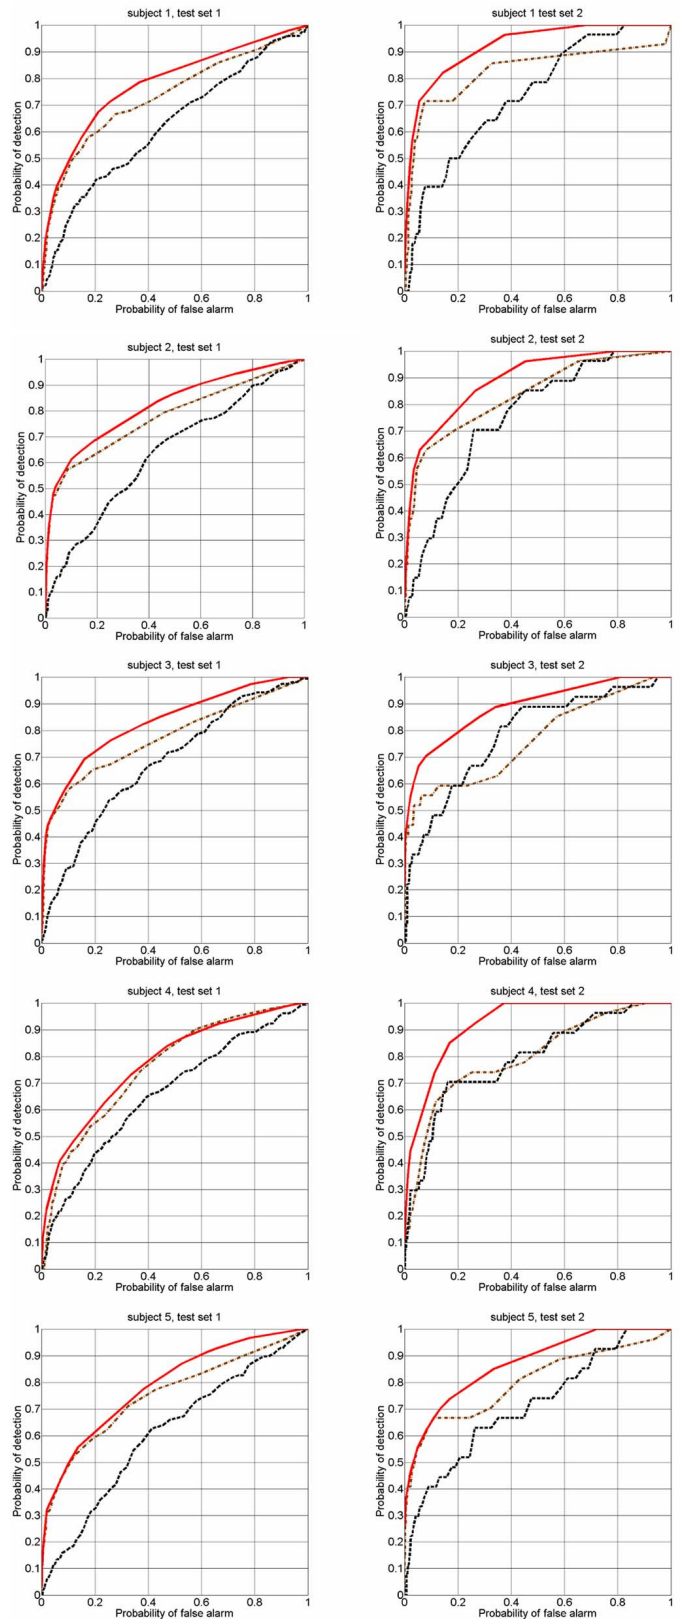 subject 1, test set 1
1
0.9
0.8
0.7
0.6
0.5
0.4
0.3
0.2
0.1
0
Probability of detection
0 0.2 0.4 0.6 0.8 1
Probability of false alarm
subject 1 test set 2
1
0.9
0.8
0.7
0.6
0.5
0.4
0.3
0.2
0.1
Probability of detection
0 0.2 0.4 0.6 0.8 1
Probability of false alarm
subject 2, test set 1
1
0.9
0.8
0.7
0.6
0.5
0.4
0.3
0.2
0.1
0
Probability of detection
0 0.2 0.4 0.6 0.8 1
Probability of false alarm
subject 2, test set 2
1
0.9
0.8
0.7
0.6
0.5
0.4
0.3
0.2
0.1
Probability of detection
0 0.2 0.4 0.6 0.8 1
Probability of false alarm
subject 3, test set 1
1
0.9
0.8
0.7
0.6
0.5
0.4
0.3
0.2
0.1
0
Probability of detection
0 0.2 0.4 0.6 0.8 1
Probability of false alarm
subject 3, test set 2
1
0.9
0.8
0.7
0.6
0.5
0.4
0.3
0.2
0.1
0
Probability of detection
0 0.2 0.4 0.6 0.8 1
Probability of false alarm
subject 4, test set 1
1
0.9
0.8
0.7
0.6
0.5
0.4
0.3
0.2
0.1
0
Probability of detection
0 0.2 0.4 0.6 0.8 1
Probability of false alarm
subject 4, test set 2
1
0.9
0.8
0.7
0.6
0.5
0.4
0.3
0.2
0.1
0
Probability of detection
0 0.2 0.4 0.6 0.8 1
Probability of false alarm
subject 5, test set 1
1
0.9
0.8
0.7
0.6
0.5
0.4
0.3
0.2
0.1
0
Probability of detection
0 0.2 0.4 0.6 0.8 1
Probability of false alarm
subject 5, test set 2
1
0.9
0.8
0.7
0.6
0.5
0.4
0.3
0.2
0.1
Probability of detection
0 0.2 0.4 0.6 0.8 1
Probability of false alarm